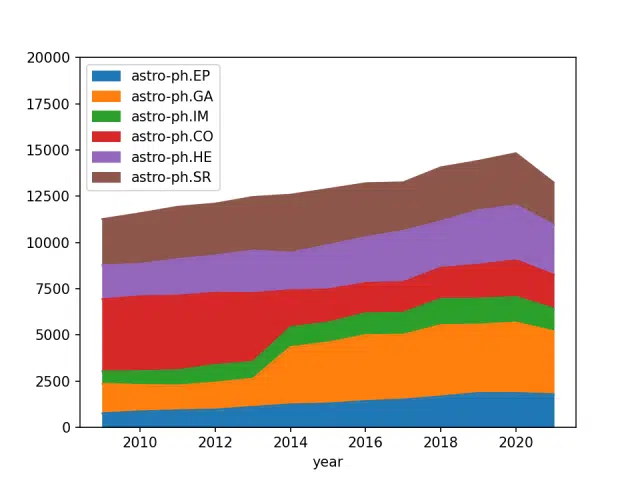 20000
17500
15000
12500
10000
7500
5000
2500
0
astro-ph.EP
astro-ph.GA
astro-ph.IM
astro-ph.CO
astro-ph.HE
astro-ph.SR
2010 2012 2014 2016 2018 2020
year